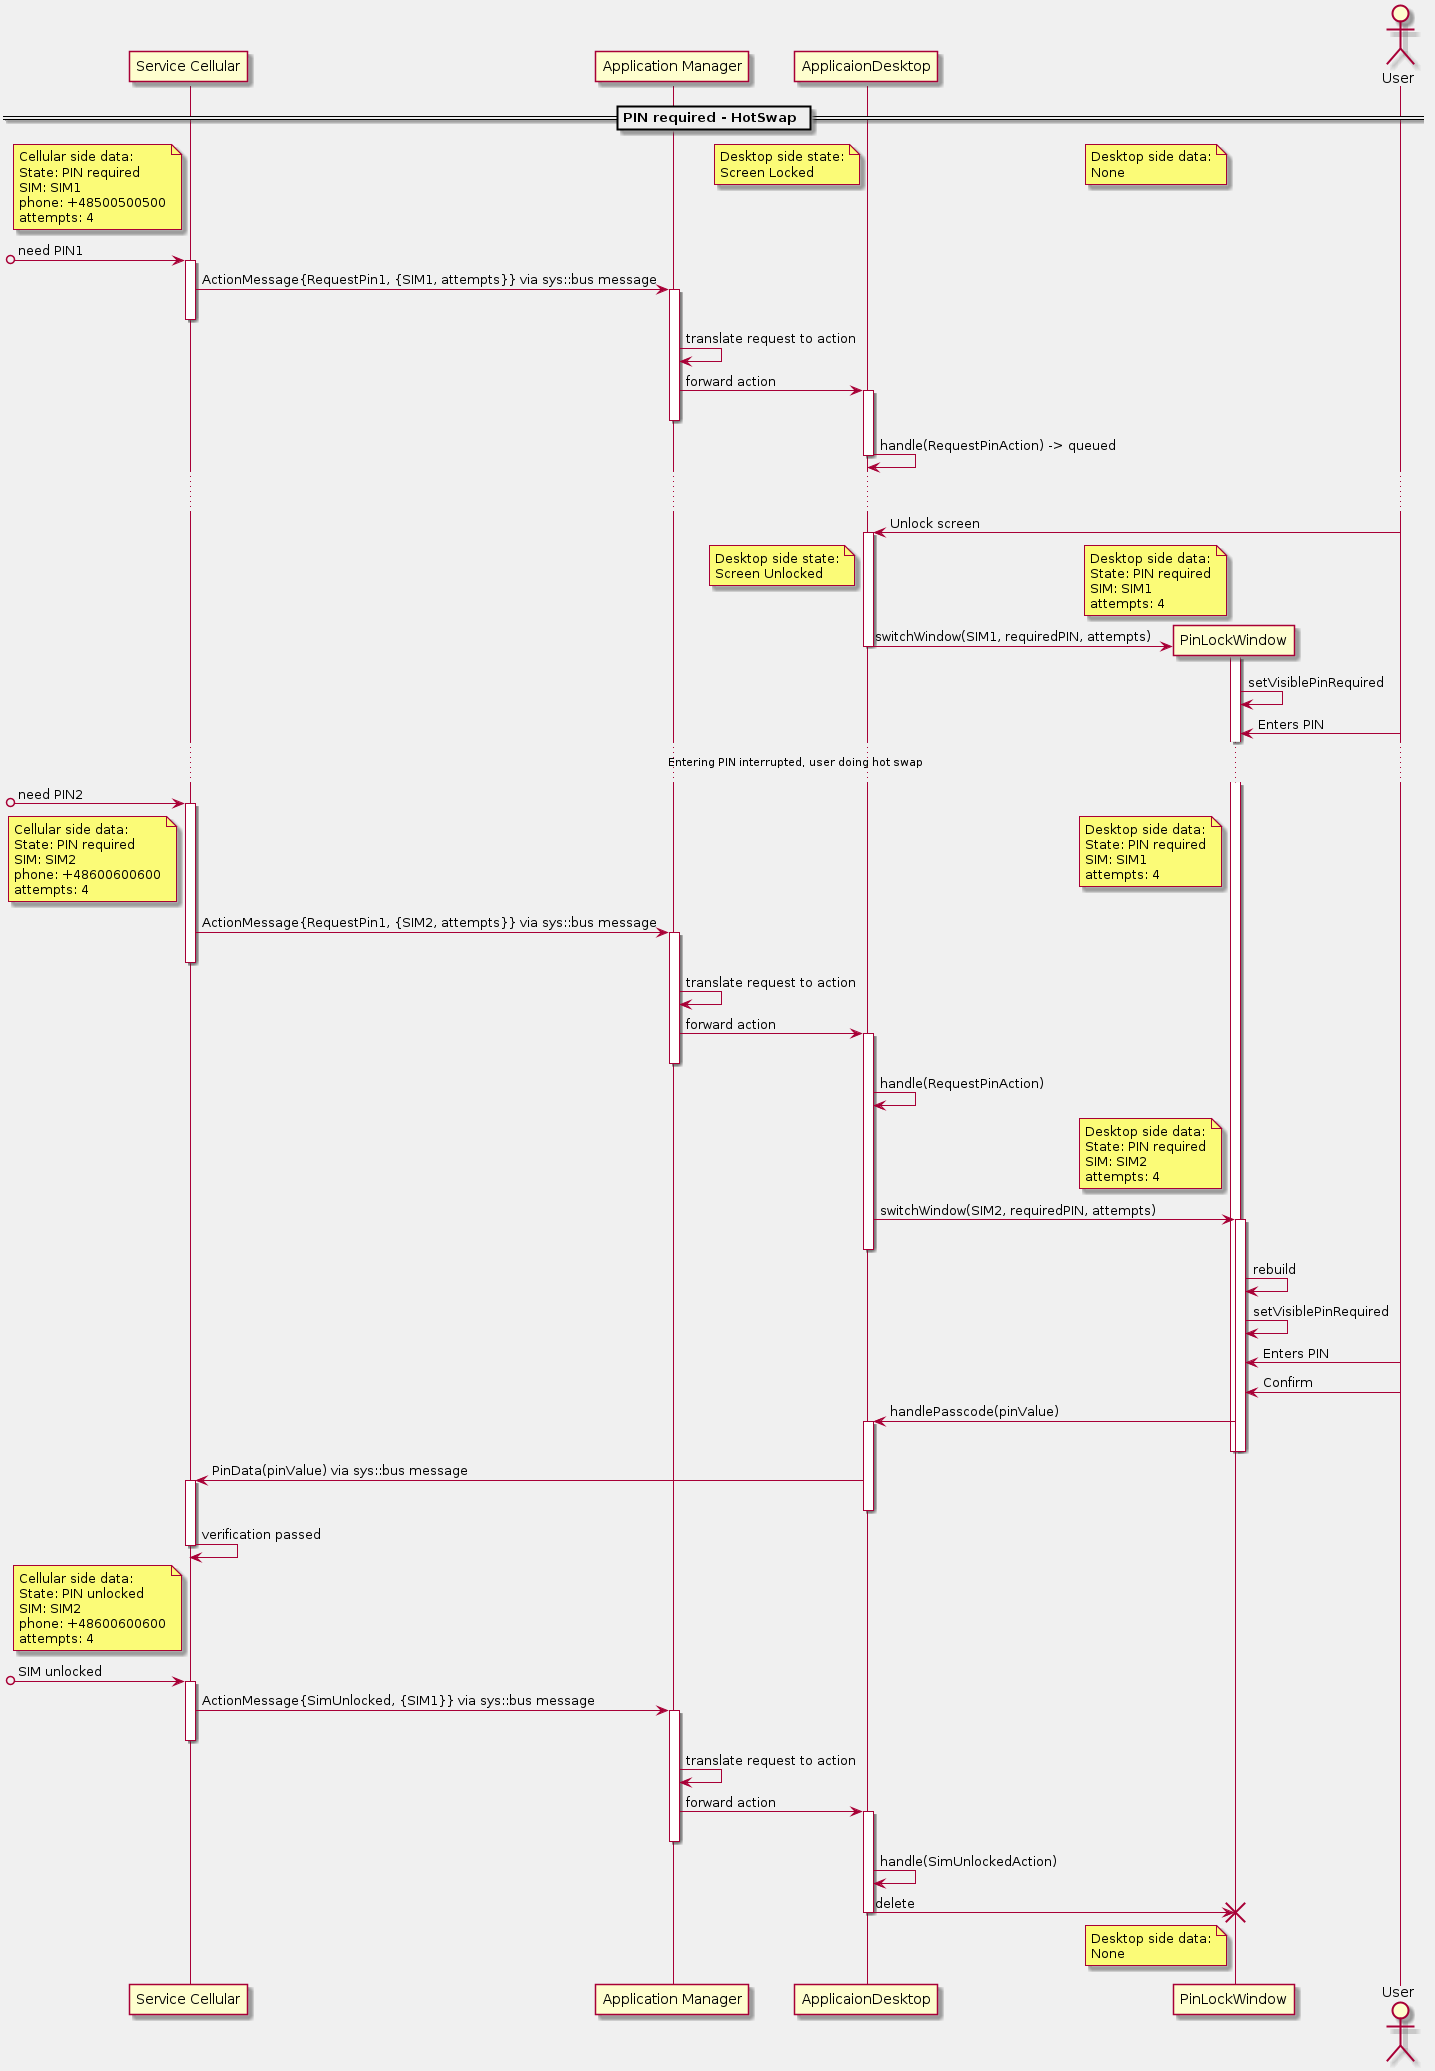 User
Service Cellular
Application Manager
ApplicaionDesktop
PIN required - HotSwap
Cellular side data:
State: PIN required
SIM: SIM1
phone: +48500500500
attempts: 4
Desktop side state:
Screen Locked
Desktop side data:
None
need PIN1
ActionMessage{RequestPin1, {SIM1, attempts}} via sys::bus message
translate request to action
forward action
handle(RequestPinAction) -> queued
Unlock screen
Desktop side state:
Screen Unlocked
Desktop side data:
State: PIN required
SIM: SIM1
attempts: 4
switchWindow(SIM1, requiredPIN, attempts)
PinLockWindow
setVisiblePinRequired
Enters PIN
Entering PIN interrupted, user doing hot swap
need PIN2
Cellular side data:
State: PIN required
SIM: SIM2
phone: +48600600600
attempts: 4
Desktop side data:
State: PIN required
SIM: SIM1
attempts: 4
ActionMessage{RequestPin1, {SIM2, attempts}} via sys::bus message
translate request to action
forward action
handle(RequestPinAction)
Desktop side data:
State: PIN required
SIM: SIM2
attempts: 4
switchWindow(SIM2, requiredPIN, attempts)
rebuild
setVisiblePinRequired
Enters PIN
Confirm
handlePasscode(pinValue)
PinData(pinValue) via sys::bus message
verification passed
Cellular side data:
State: PIN unlocked
SIM: SIM2
phone: +48600600600
attempts: 4
SIM unlocked
ActionMessage{SimUnlocked, {SIM1}} via sys::bus message
translate request to action
forward action
handle(SimUnlockedAction)
delete
Desktop side data:
None
Service Cellular
Application Manager
ApplicaionDesktop
PinLockWindow
User